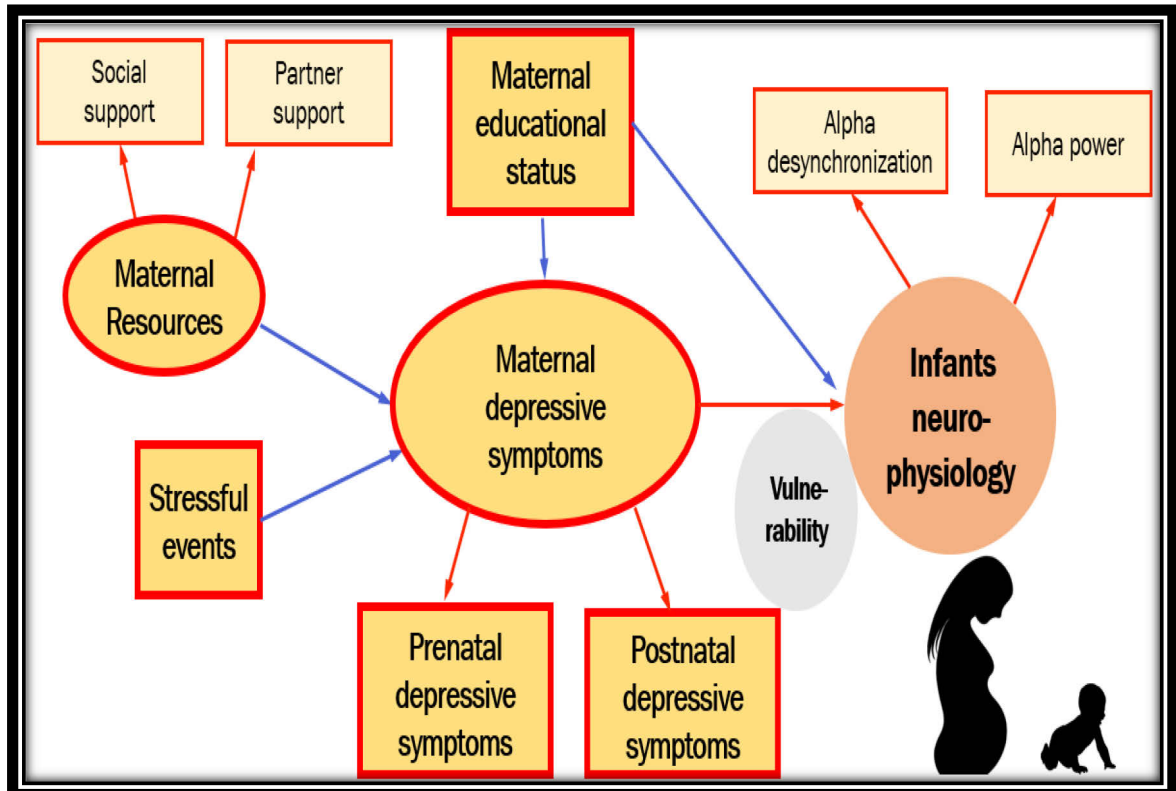 Social
support
Partner
support
Maternal
educational
status
Alpha
desynchronization
Alpha power
Maternal
Resources
Maternal
depressive
symptoms
Infants
neuro-
physiology
Stressful
events
Vulne-
rability
Prenatal
depressive
symptoms
Postnatal
depressive
symptoms